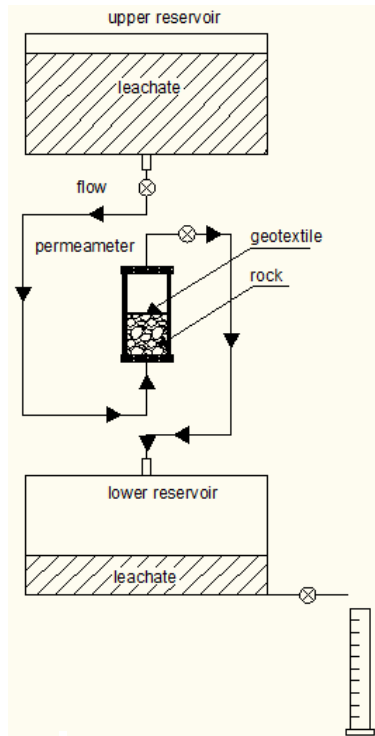 upper reservoir
leachate
flow
permeameter
geotextile
rock
lower reservoir
leachate